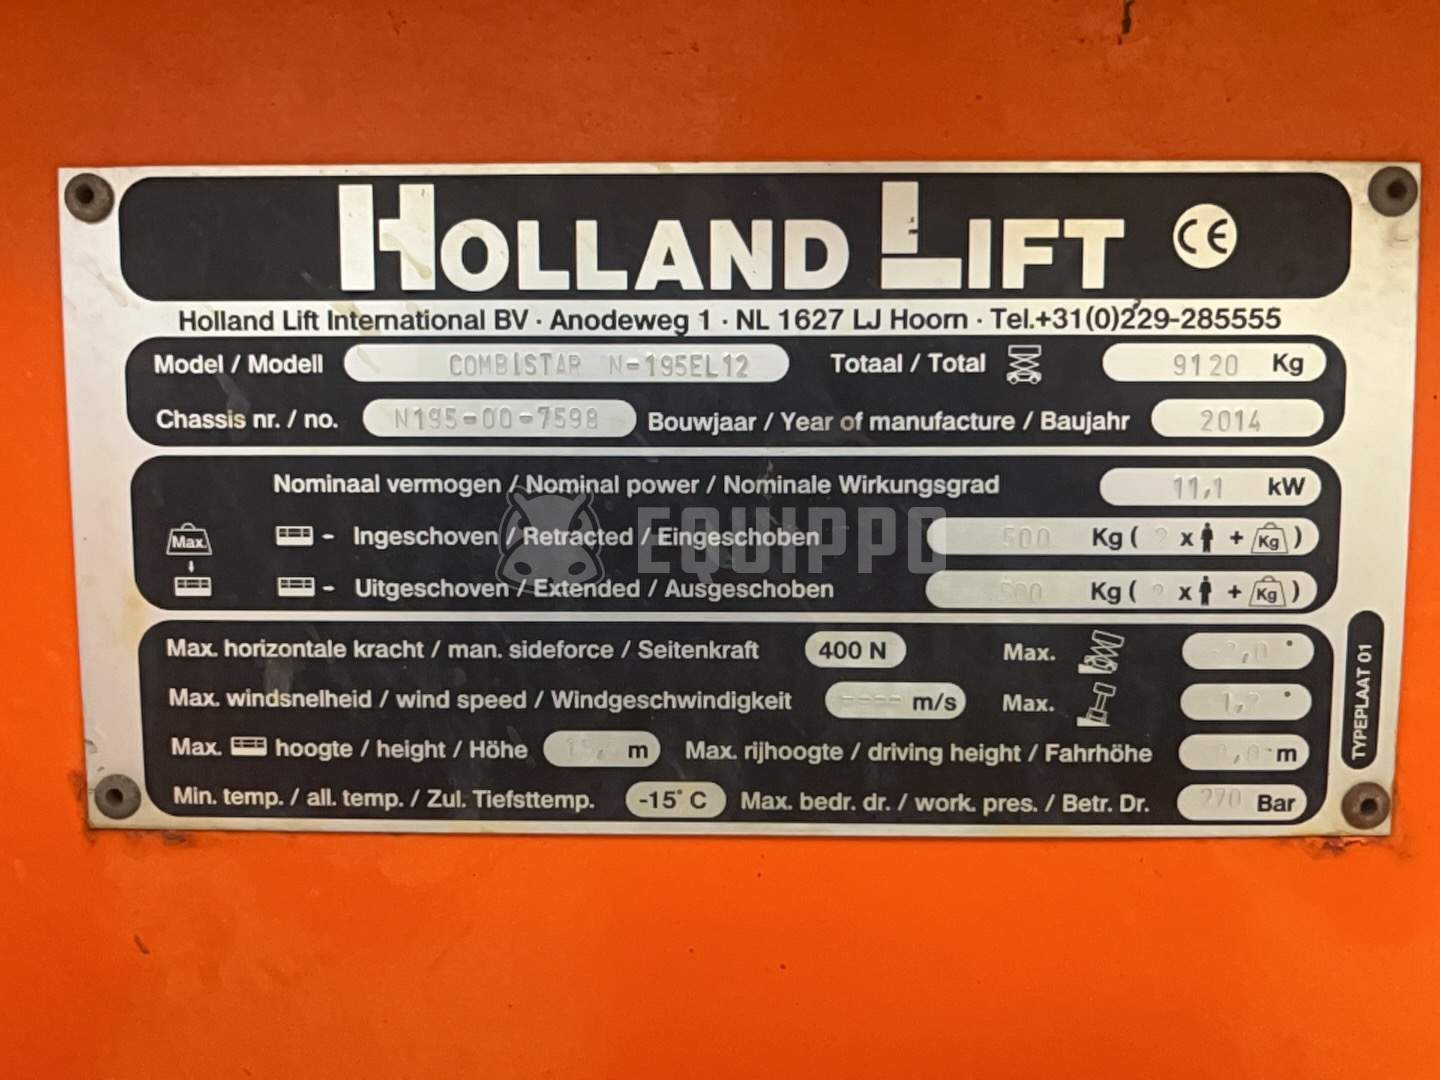 HOLLAND LIFT CE
Holland Lift International BV · Anodeweg 1 · NL 1627 LJ Hoorn · Tel.+31(0)229-285555
Model / Modell COMBISTAR N-195EL12 Totaal / Total 9120 Kg
Chassis nr. / no. N195-00-7598 Bouwjaar / Year of manufacture / Baujahr 2014
Nominaal vermogen / Nominal power / Nominale Wirkungsgrad 11,1 kW
Max. - Ingeschoven / Retracted / Eingeschoben 500 Kg ( 2 x + Kg )
- Uitgeschoven / Extended / Ausgeschoben 500 Kg ( 2 x + Kg )
EQUIPPO
Max. horizontale kracht / man. sideforce / Seitenkraft 400 N Max. °
Max. windsnelheid / wind speed / Windgeschwindigkeit m/s Max. °
Max. hoogte / height / Höhe m Max. rijhoogte / driving height / Fahrhöhe m
Min. temp. / all. temp. / Zul. Tiefsttemp. -15° C Max. bedr. dr. / work. pres. / Betr. Dr. 270 Bar
TYPEPLAAT 01